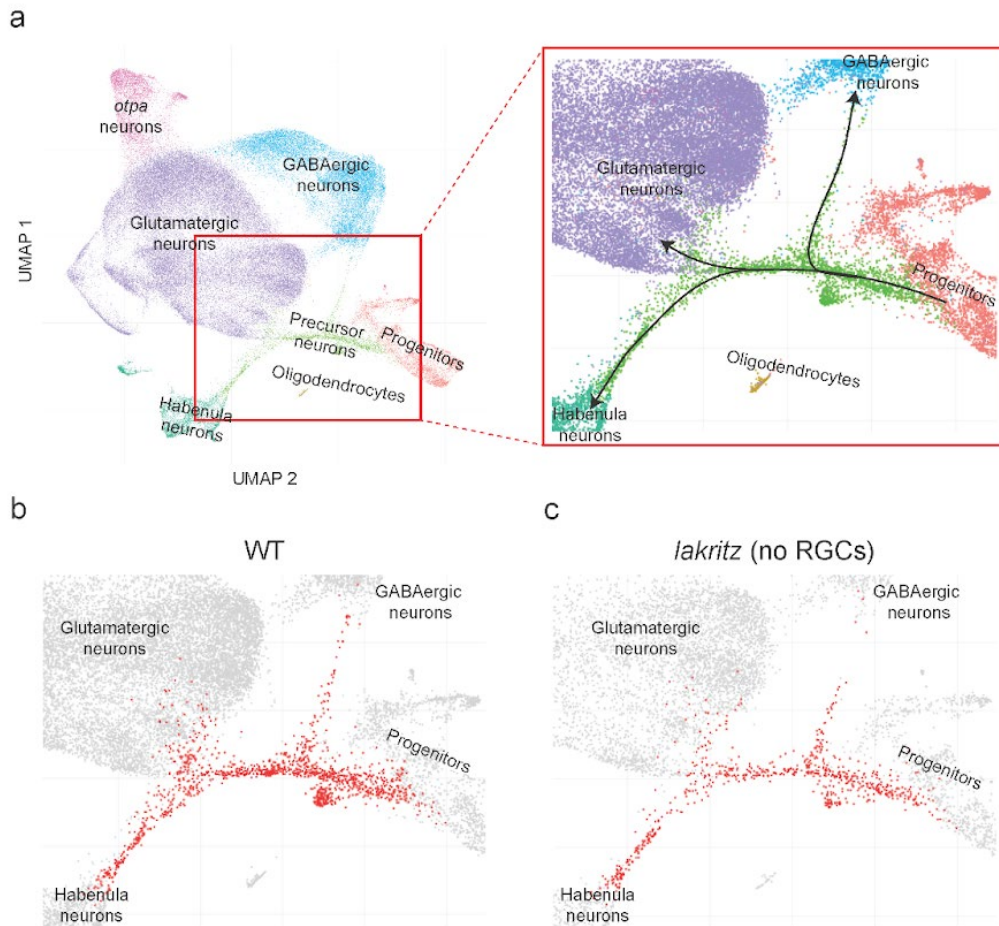 a
otpa
neurons
GABAergic
neurons
Glutamatergic
neurons
UMAP 1
Precursor
neurons
Progenitors
Oligodendrocytes
Habenula
neurons
UMAP 2
GABAergic
neurons
Glutamatergic
neurons
Progenitors
Oligodendrocytes
Habenula
neurons
b
WT
Glutamatergic
neurons
GABAergic
neurons
Progenitors
Habenula
neurons
c
lakritz (no RGCs)
Glutamatergic
neurons
GABAergic
neurons
Progenitors
Habenula
neurons